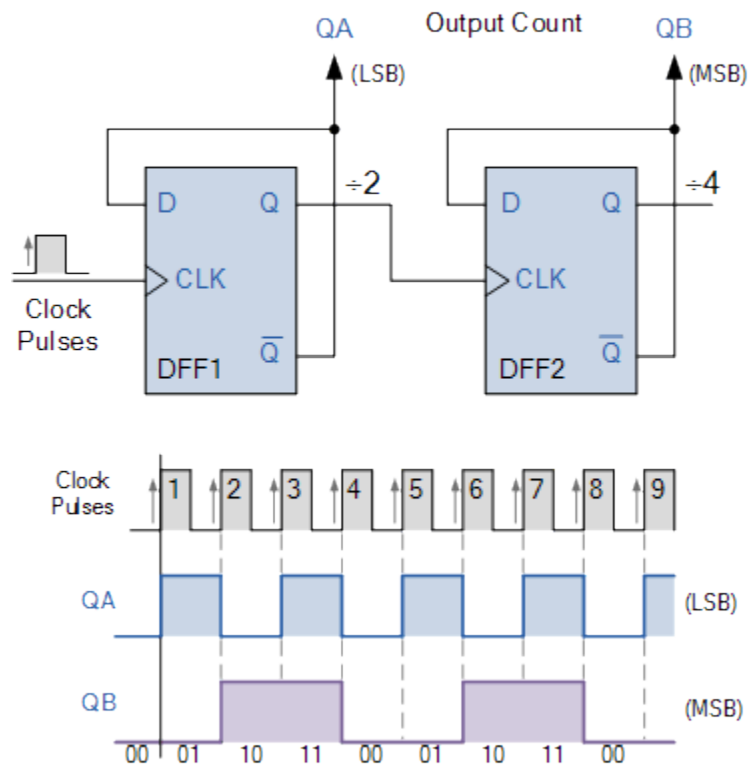 QA Output Count QB
(LSB) (MSB)
÷2 ÷4
D Q D Q
CLK CLK
Clock
Pulses
Q̅ Q̅
DFF1 DFF2
Clock
Pulses
1 2 3 4 5 6 7 8 9
QA (LSB)
QB (MSB)
00 01 10 11 00 01 10 11 00